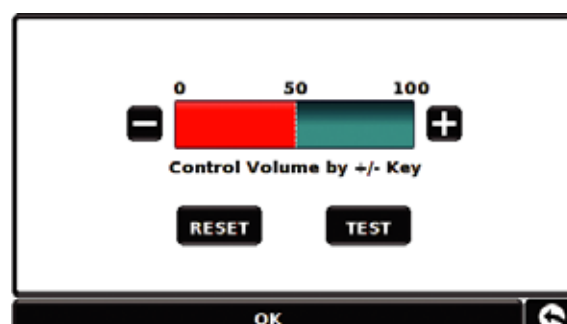 0 50 100
− +
Control Volume by +/- Key
RESET TEST
OK